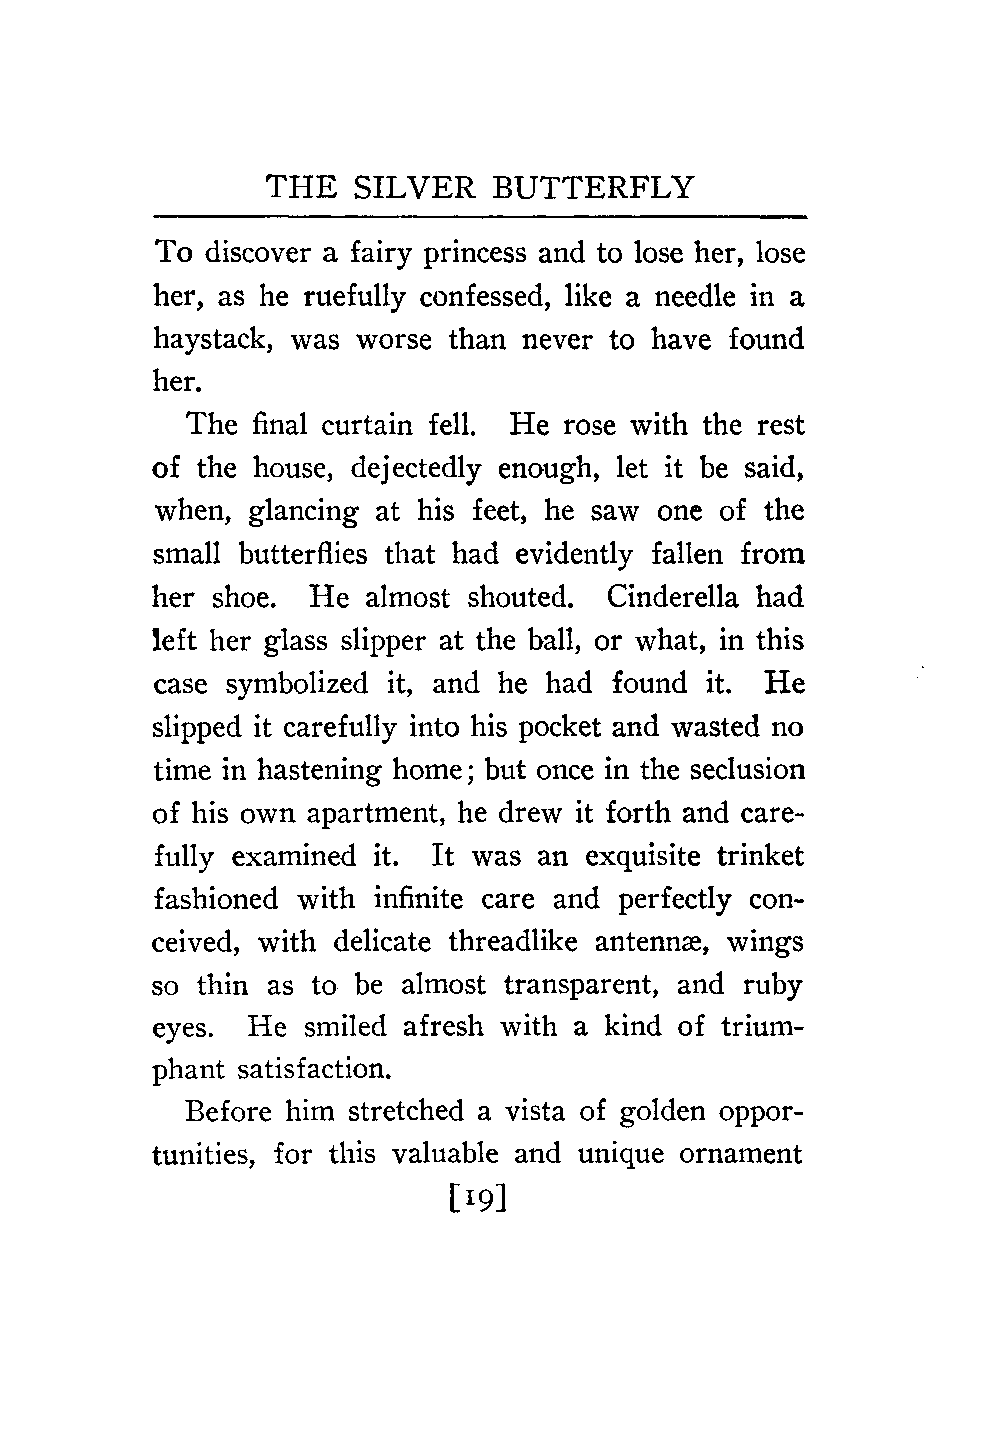 THE SILVER BUTTERFLY
To discover a fairy princess and to lose her, lose
her, as he ruefully confessed, like a needle in a
haystack, was worse than never to have found
her.
The final curtain fell. He rose with the rest
of the house, dejectedly enough, let it be said,
when, glancing at his feet, he saw one of the
small butterflies that had evidently fallen from
her shoe. He almost shouted. Cinderella had
left her glass slipper at the ball, or what, in this
case symbolized it, and he had found it. He
slipped it carefully into his pocket and wasted no
time in hastening home; but once in the seclusion
of his own apartment, he drew it forth and care-
fully examined it. It was an exquisite trinket
fashioned with infinite care and perfectly con-
ceived, with delicate threadlike antennæ, wings
so thin as to be almost transparent, and ruby
eyes. He smiled afresh with a kind of trium-
phant satisfaction.
Before him stretched a vista of golden oppor-
tunities, for this valuable and unique ornament
[19]